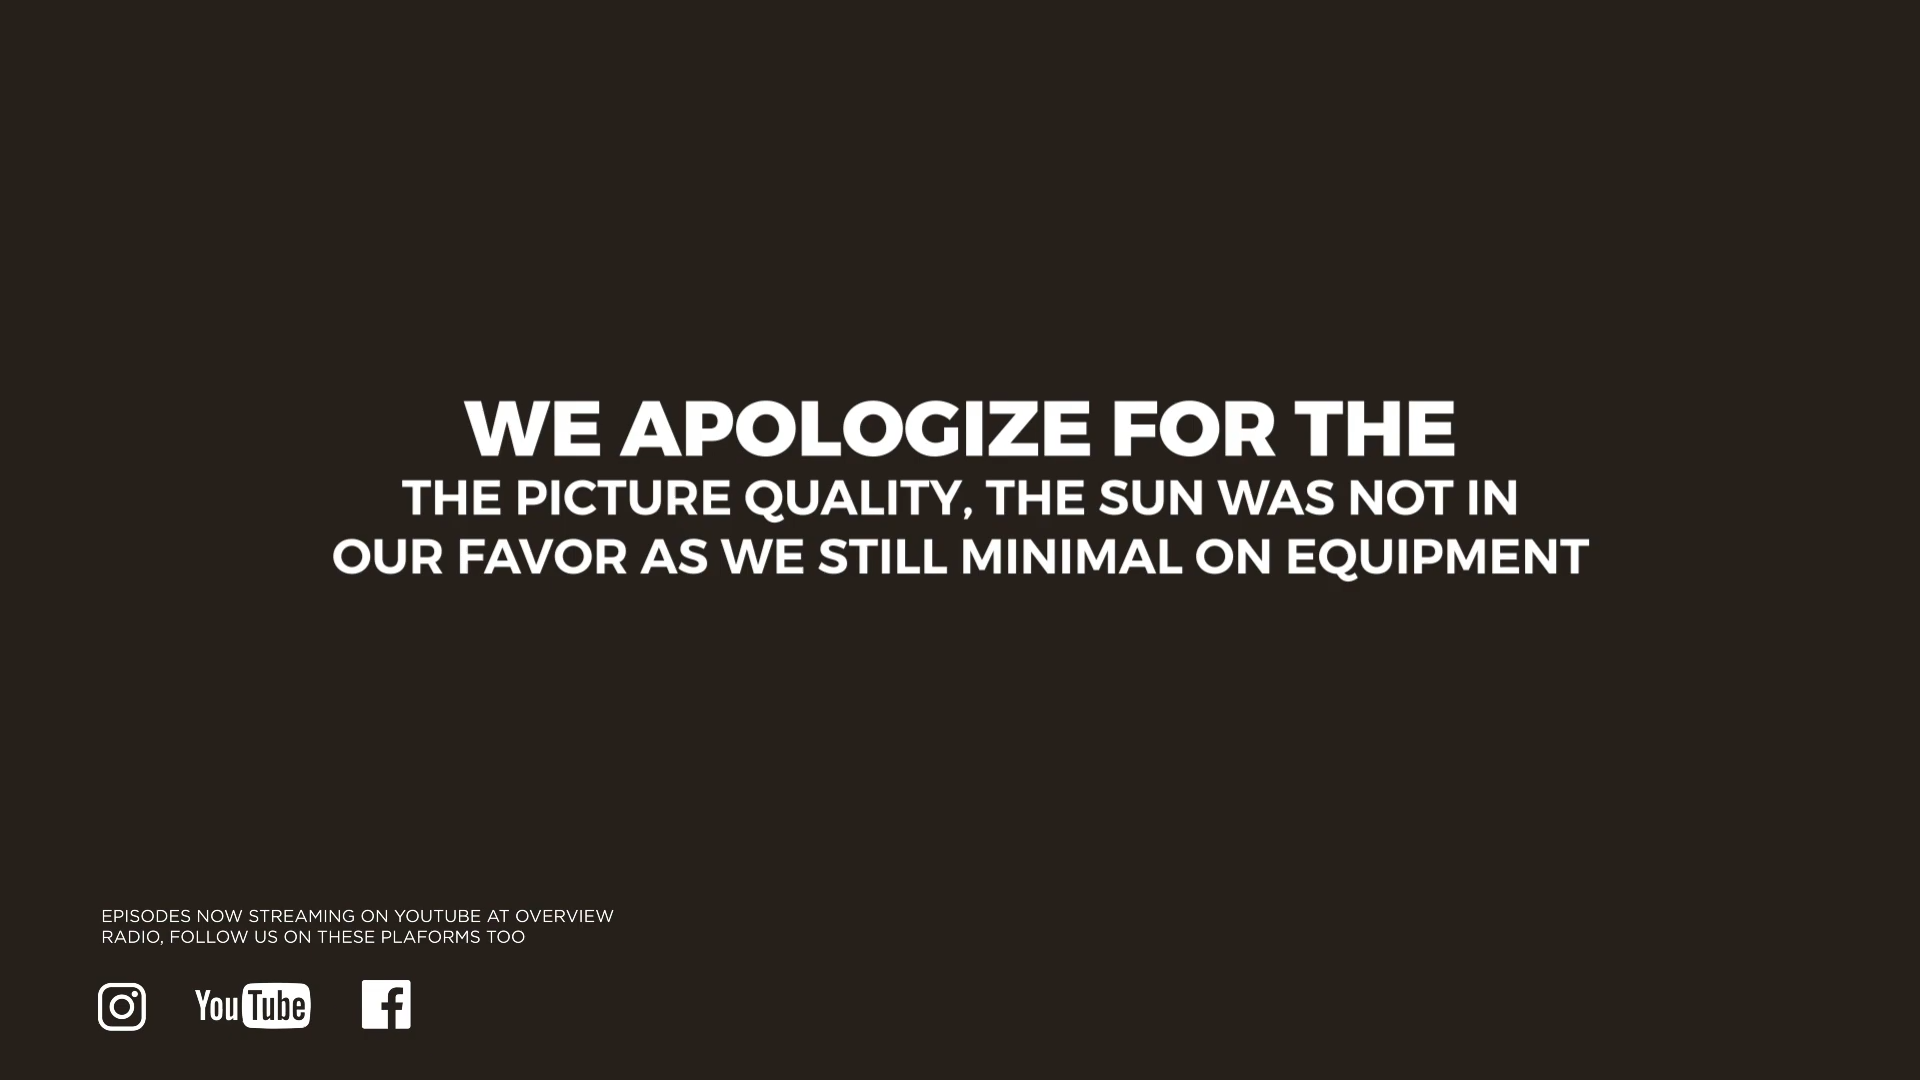 WE APOLOGIZE FOR THE
THE PICTURE QUALITY, THE SUN WAS NOT IN
OUR FAVOR AS WE STILL MINIMAL ON EQUIPMENT
EPISODES NOW STREAMING ON YOUTUBE AT OVERVIEW
RADIO, FOLLOW US ON THESE PLAFORMS TOO
YouTube